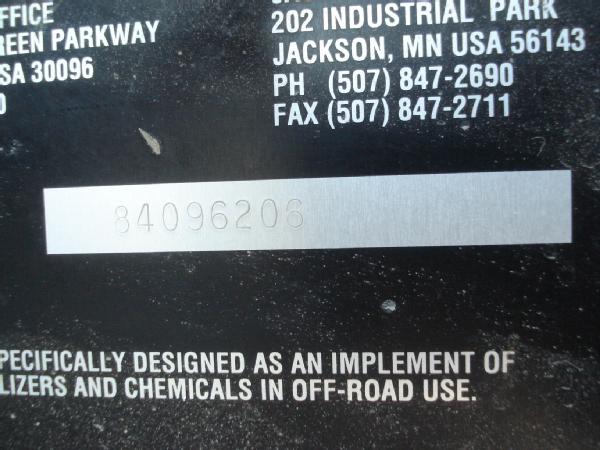 FFICE
REEN PARKWAY
SA 30096
0
202 INDUSTRIAL PARK
JACKSON, MN USA 56143
PH (507) 847-2690
FAX (507) 847-2711
84096206
PECIFICALLY DESIGNED AS AN IMPLEMENT OF
LIZERS AND CHEMICALS IN OFF-ROAD USE.